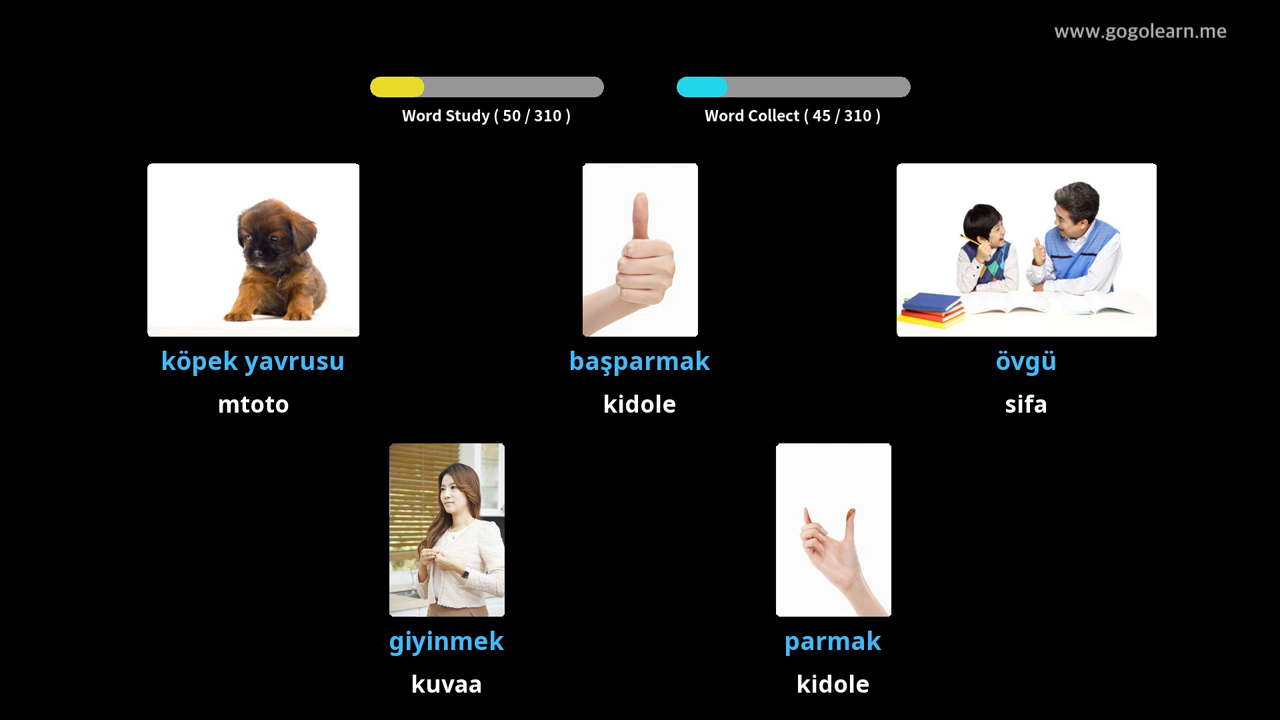 www.gogolearn.me
Word Study ( 50 / 310 )
Word Collect ( 45 / 310 )
köpek yavrusu
mtoto
başparmak
kidole
övgü
sifa
giyinmek
kuvaa
parmak
kidole